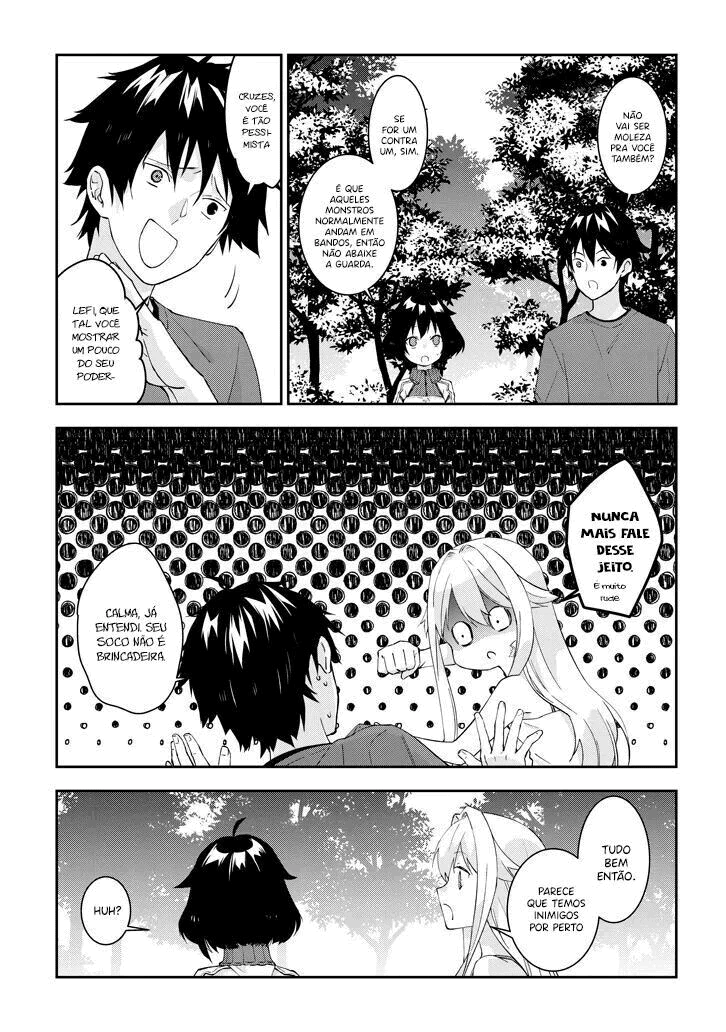 NÃO
VAI SER
MOLEZA
PRA VOCÊ
TAMBÉM?
SE
FOR UM
CONTRA
UM, SIM.
É QUE
AQUELES
MONSTROS
NORMALMENTE
ANDAM EM
BANDOS, ENTÃO
NÃO ABAIXE
A GUARDA.
CRUZES,
VOCÊ
É TÃO
PESSI-
MISTA
LEFI, QUE
TAL VOCÊ
MOSTRAR
UM POUCO
DO SEU
PODER-
NUNCA
MAIS FALE
DESSE
JEITO.
É muito
rude
CALMA, JÁ
ENTENDI. SEU
SOCO NÃO É
BRINCADEIRA.
TUDO
BEM
ENTÃO.
PARECE
QUE TEMOS
INIMIGOS
POR PERTO
HUH?